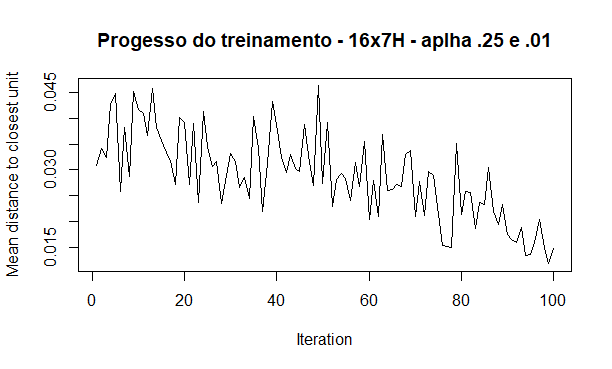 Progesso do treinamento - 16x7H - aplha .25 e .01
Mean distance to closest unit
0.045
0.030
0.015
0 20 40 60 80 100
Iteration